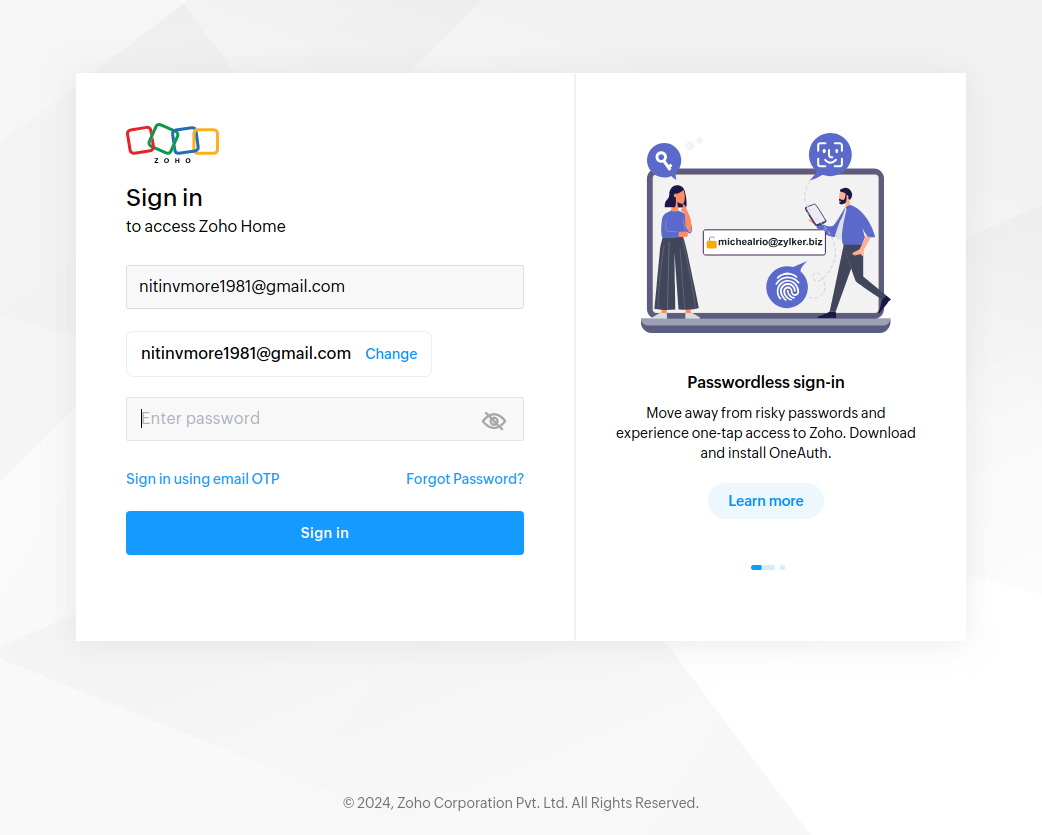 ZOHO
Sign in
to access Zoho Home
nitinvmore1981@gmail.com
nitinvmore1981@gmail.com Change
Enter password
Sign in using email OTP Forgot Password?
Sign in
michealrio@zylker.biz
Passwordless sign-in
Move away from risky passwords and
experience one-tap access to Zoho. Download
and install OneAuth.
Learn more
© 2024, Zoho Corporation Pvt. Ltd. All Rights Reserved.